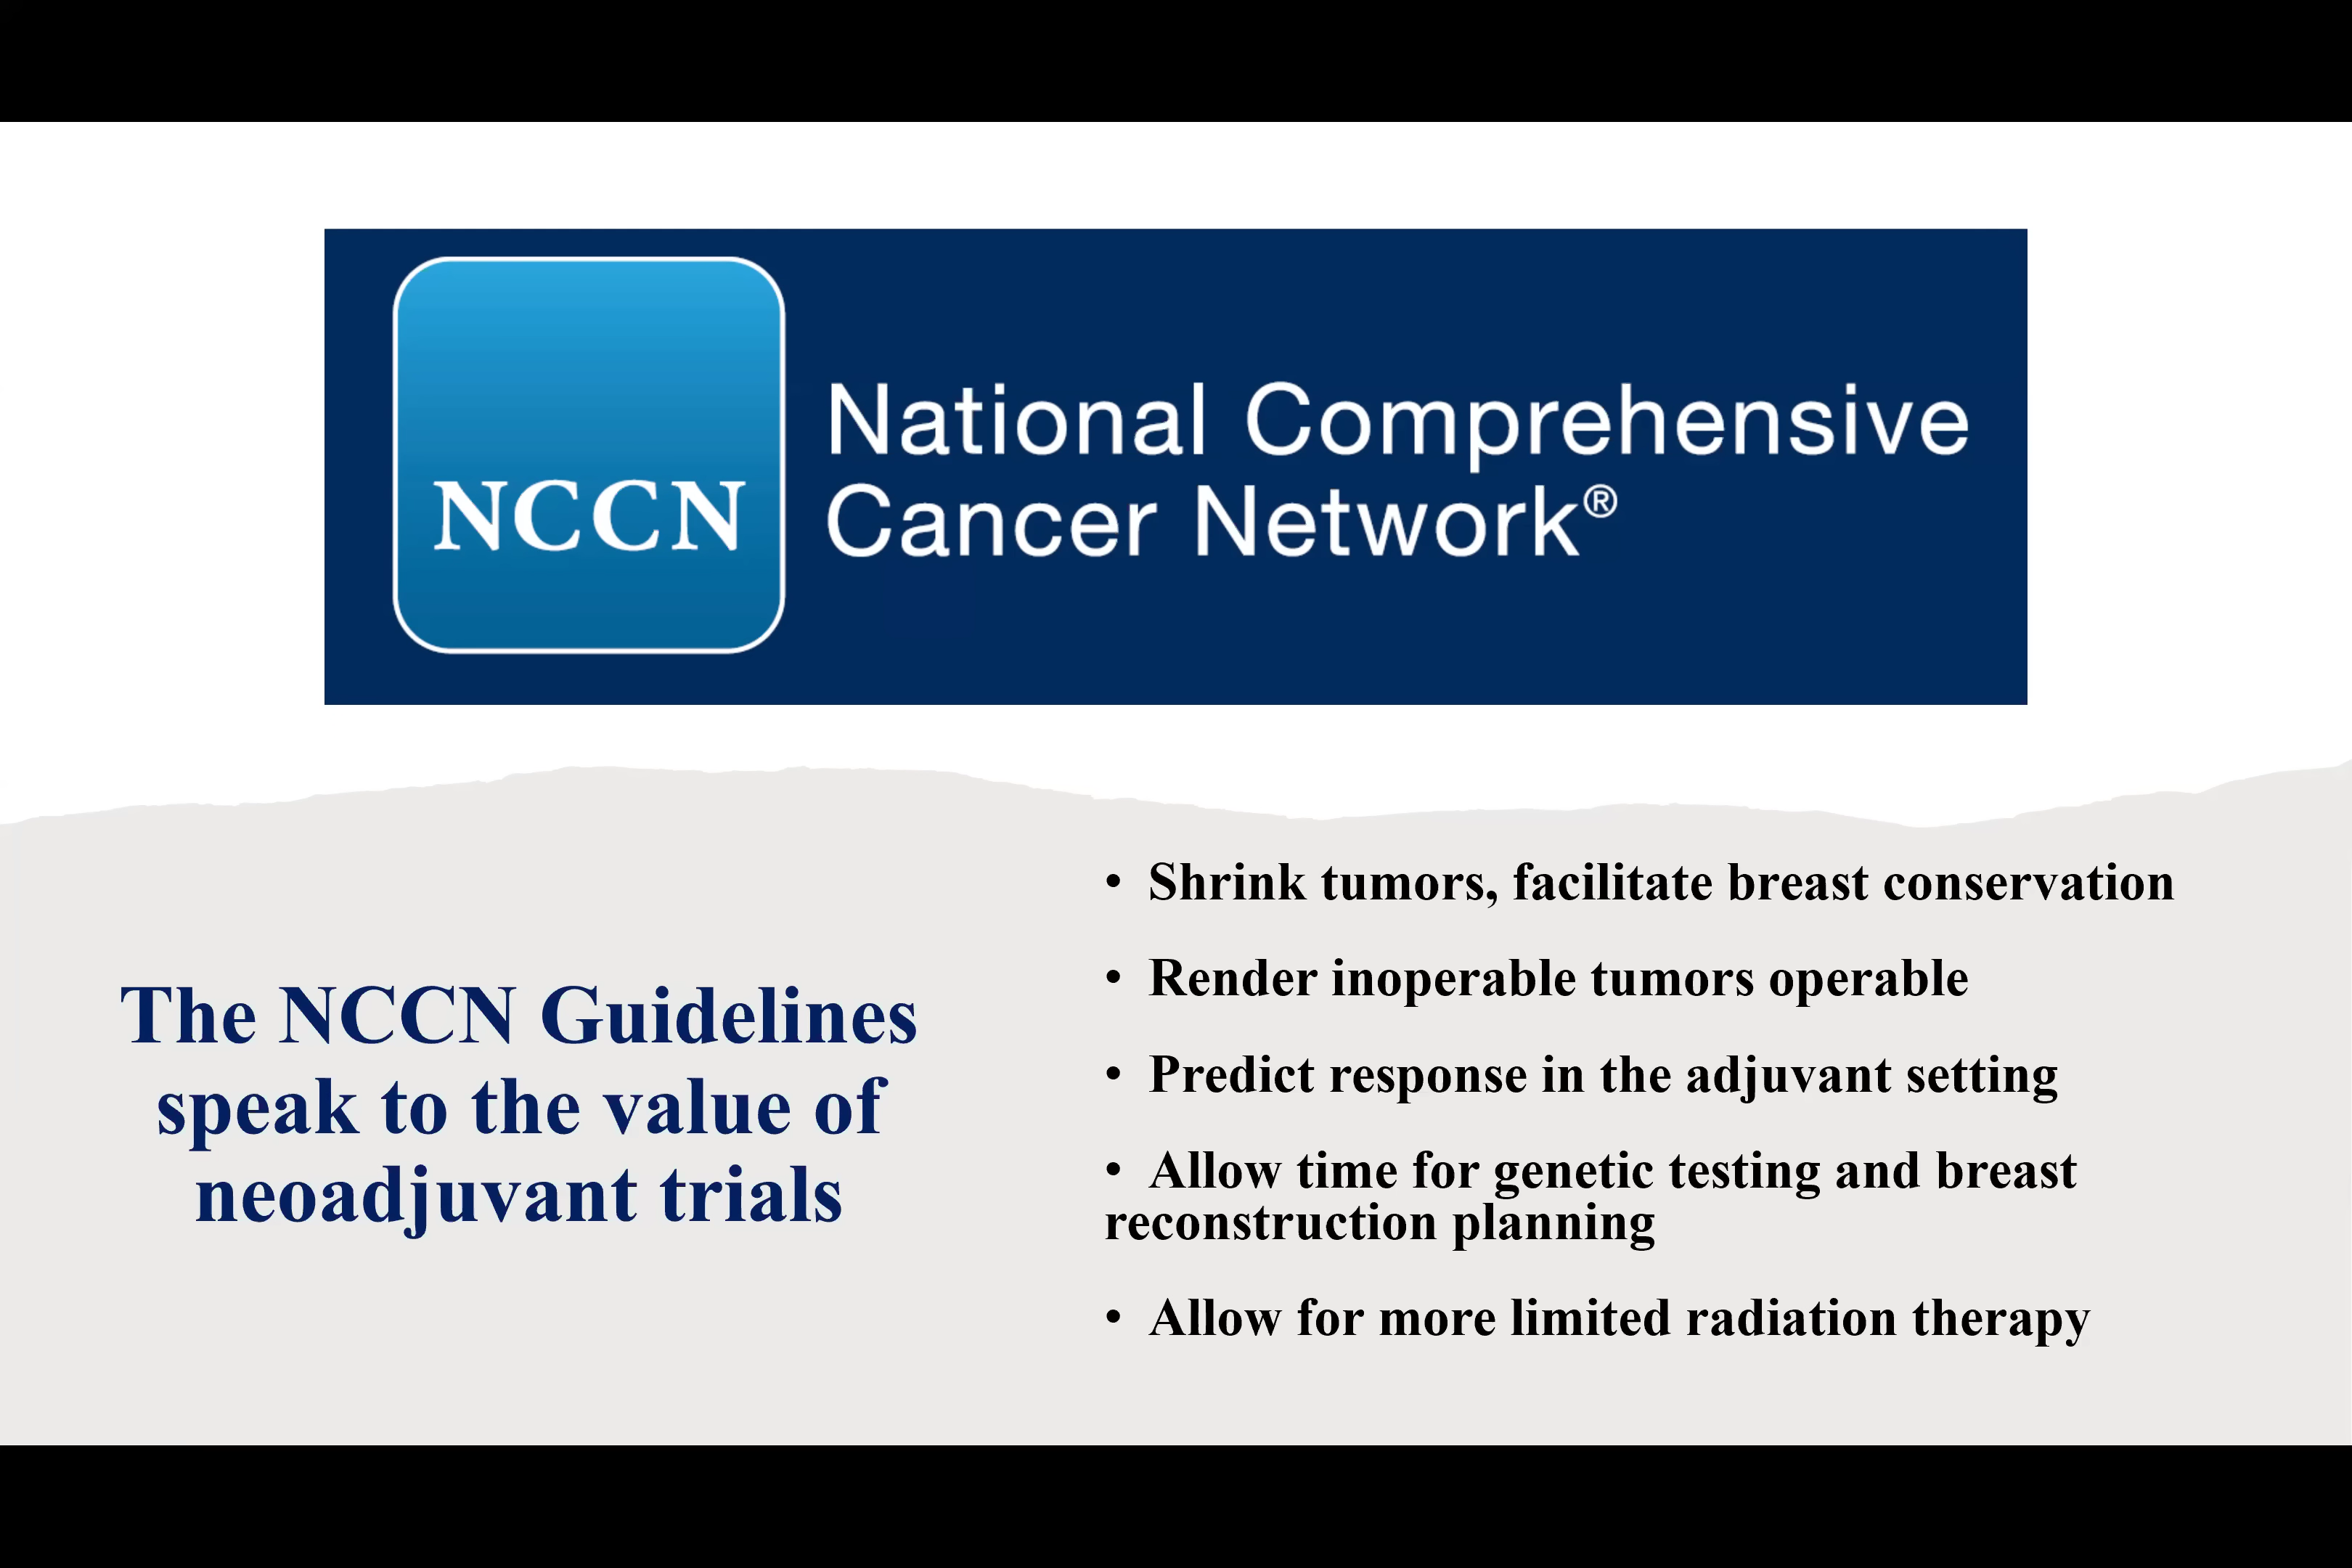 NCCN
National Comprehensive
Cancer Network®
The NCCN Guidelines
speak to the value of
neoadjuvant trials
• Shrink tumors, facilitate breast conservation
• Render inoperable tumors operable
• Predict response in the adjuvant setting
• Allow time for genetic testing and breast
reconstruction planning
• Allow for more limited radiation therapy